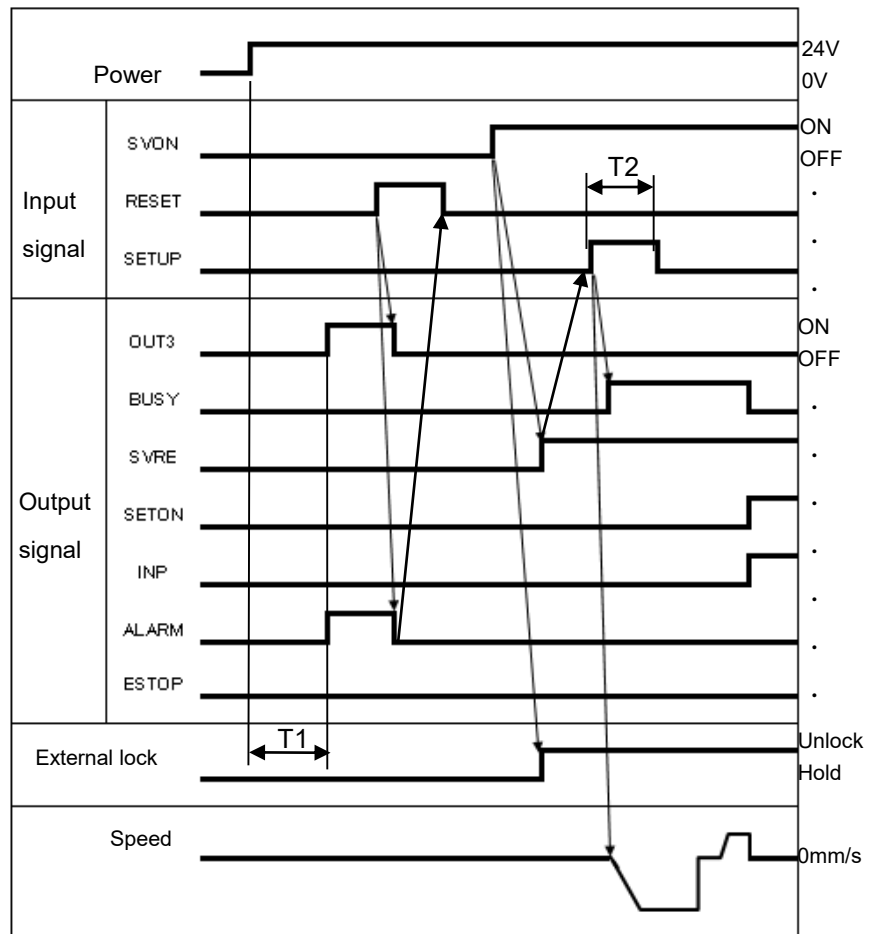 Power
24V
0V
Input
signal
SVON
ON
OFF
RESET
T2
.
SETUP
.
.
Output
signal
OUT3
ON
OFF
BUSY
.
SVRE
.
SETON
.
INP
.
ALARM
.
.
ESTOP
.
External lock
T1
Unlock
Hold
Speed
0mm/s